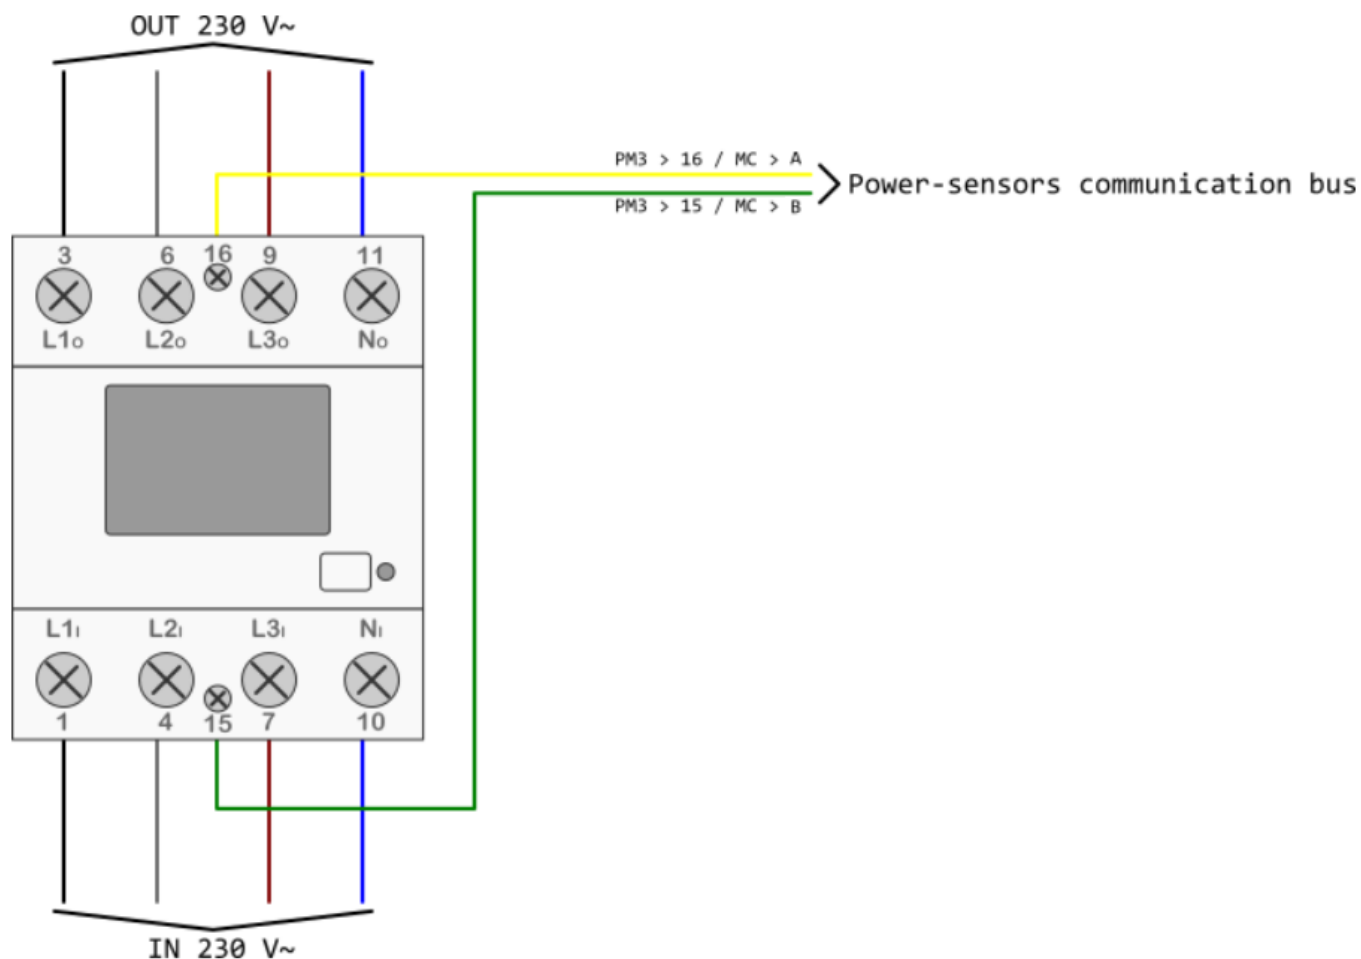 OUT 230 V~
PM3 > 16 / MC > A
Power-sensors communication bus
PM3 > 15 / MC > B
3 6 16 9 11
L1O L2O L3O NO
L1I L2I L3I NI
1 4 15 7 10
IN 230 V~